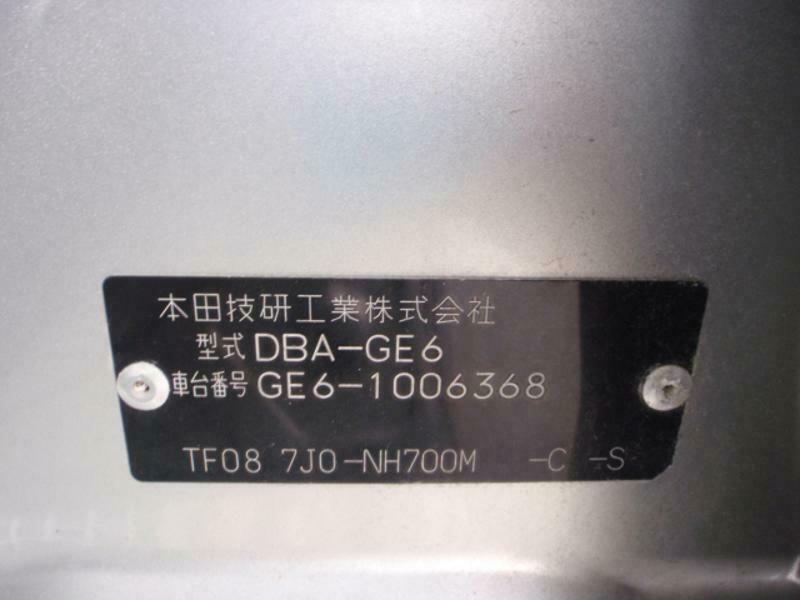 本田技研工業株式会社
型式 DBA-GE6
車台番号 GE6-1006368
TF08 7J0-NH700M -C -S